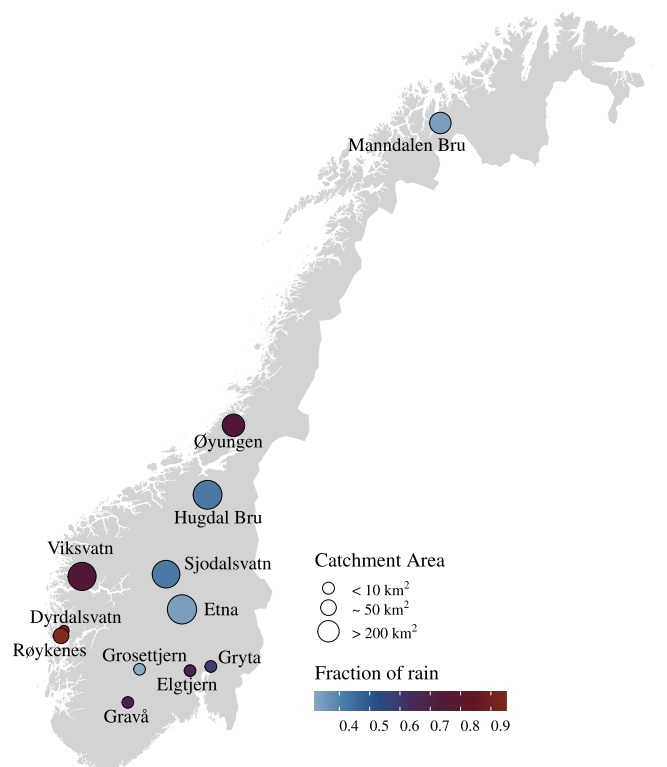 Manndalen Bru
Øyungen
Hugdal Bru
Viksvatn
Sjodalsvatn
Etna
Dyrdalsvatn
Røykenes
Grosettjern
Gryta
Elgtjern
Gravå
Catchment Area
< 10 km²
~ 50 km²
> 200 km²
Fraction of rain
0.4 0.5 0.6 0.7 0.8 0.9